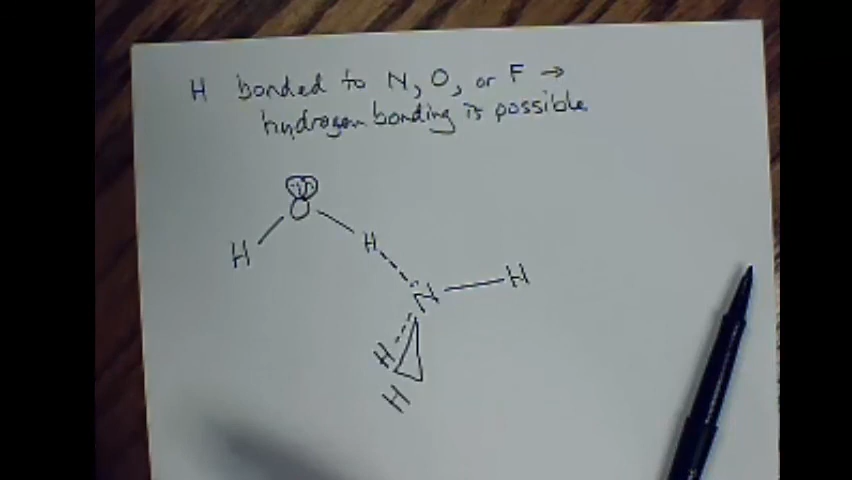 H bonded to N, O, or F →
hydrogen bonding is possible
O
H
H
N
H
H
H